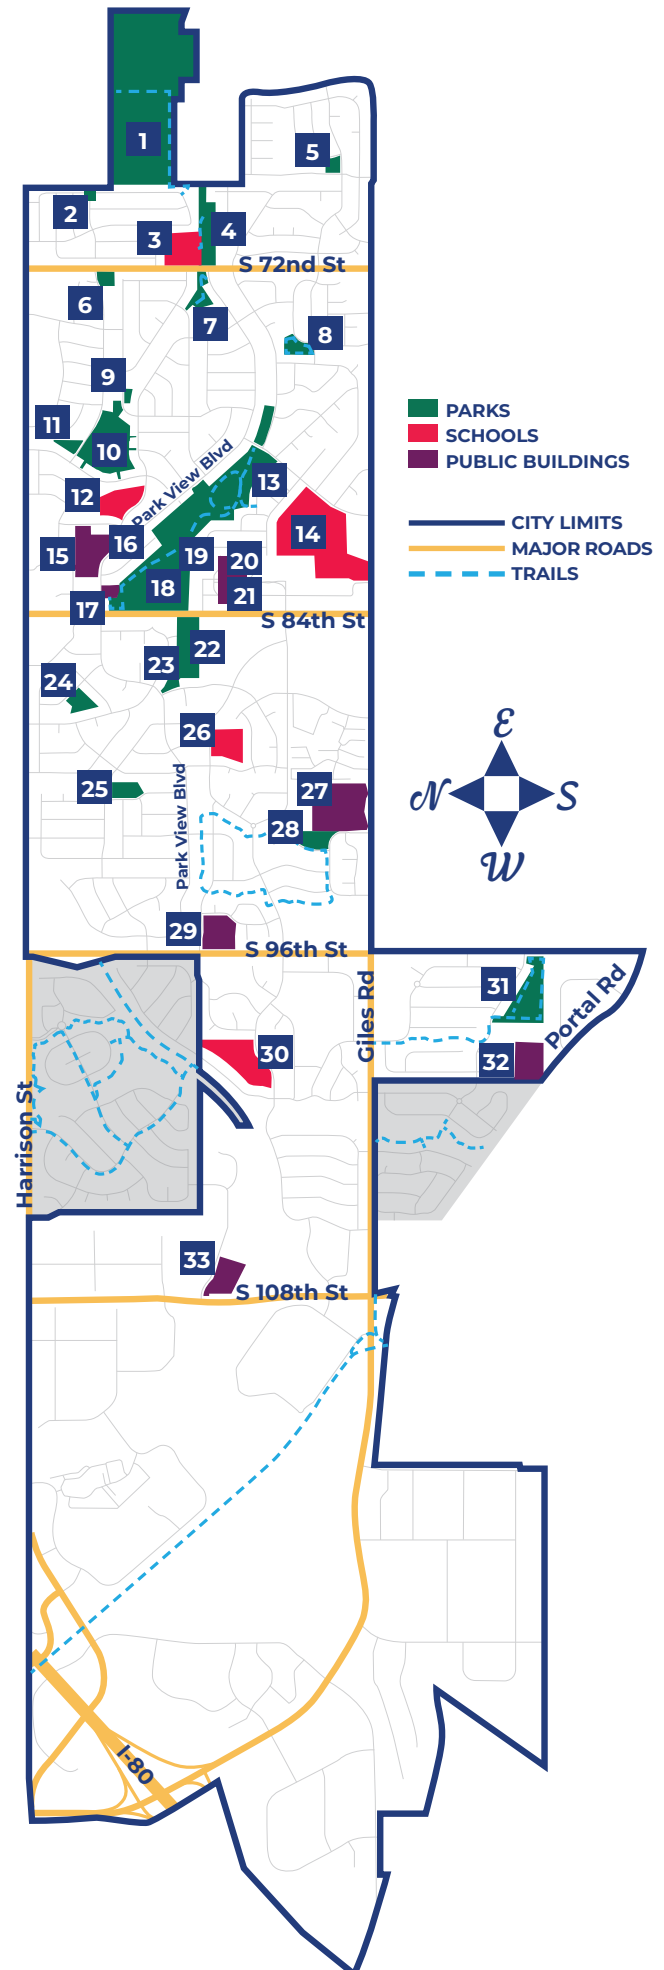 1
5
2
3
4
S 72nd St
6
7
8
9
11
10
Park View Blvd
13
12
14
15
16
19
20
18
21
17
S 84th St
PARKS
SCHOOLS
PUBLIC BUILDINGS
CITY LIMITS
MAJOR ROADS
TRAILS
22
23
24
26
E
N
S
W
25
Park View Blvd
27
28
29
S 96th St
31
Portal Rd
Giles Rd
30
32
Harrison St
33
S 108th St
I-80